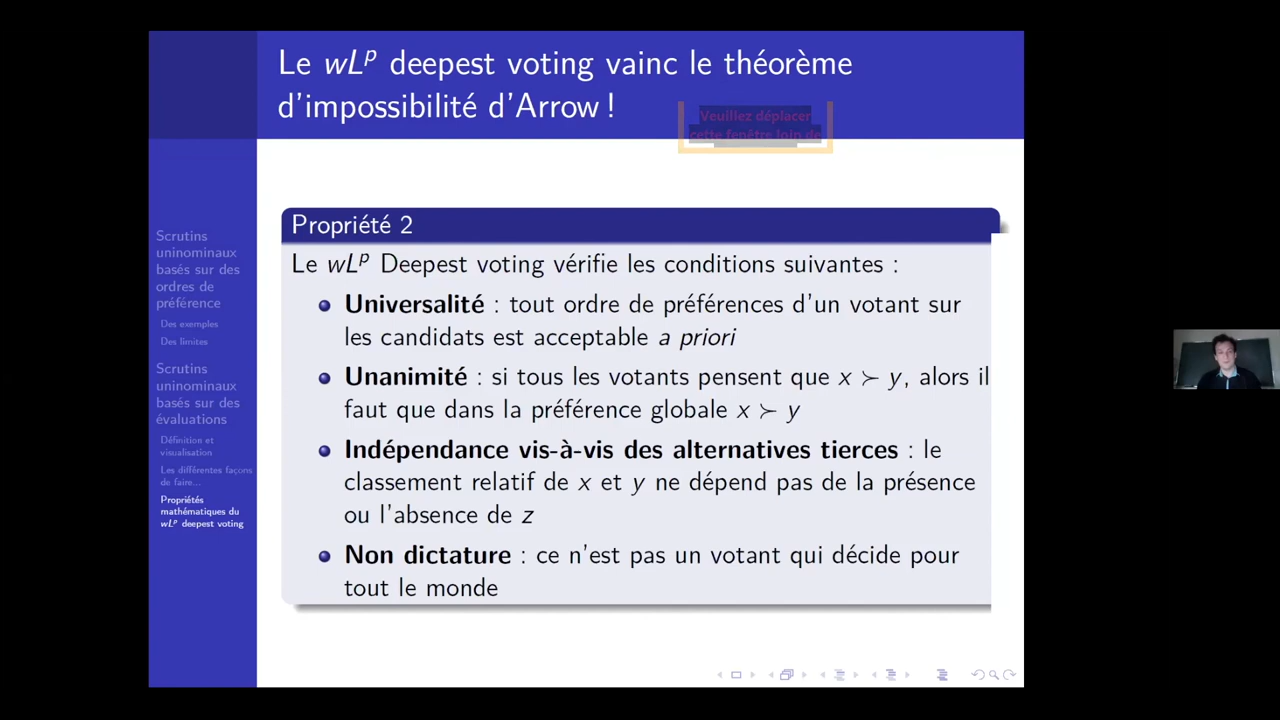 Le wLᵖ deepest voting vainc le théorème
d'impossibilité d'Arrow !
Veuillez déplacer
cette fenêtre loin de
Scrutins
uninominaux
basés sur des
ordres de
préférence
Des exemples
Des limites
Scrutins
uninominaux
basés sur des
évaluations
Définition et
visualisation
Les différentes façons
de faire...
Propriétés
mathématiques du
wLᵖ deepest voting
Propriété 2
Le wLᵖ Deepest voting vérifie les conditions suivantes :
Universalité : tout ordre de préférences d'un votant sur
les candidats est acceptable a priori
Unanimité : si tous les votants pensent que x ≻ y, alors il
faut que dans la préférence globale x ≻ y
Indépendance vis-à-vis des alternatives tierces : le
classement relatif de x et y ne dépend pas de la présence
ou l'absence de z
Non dictature : ce n'est pas un votant qui décide pour
tout le monde